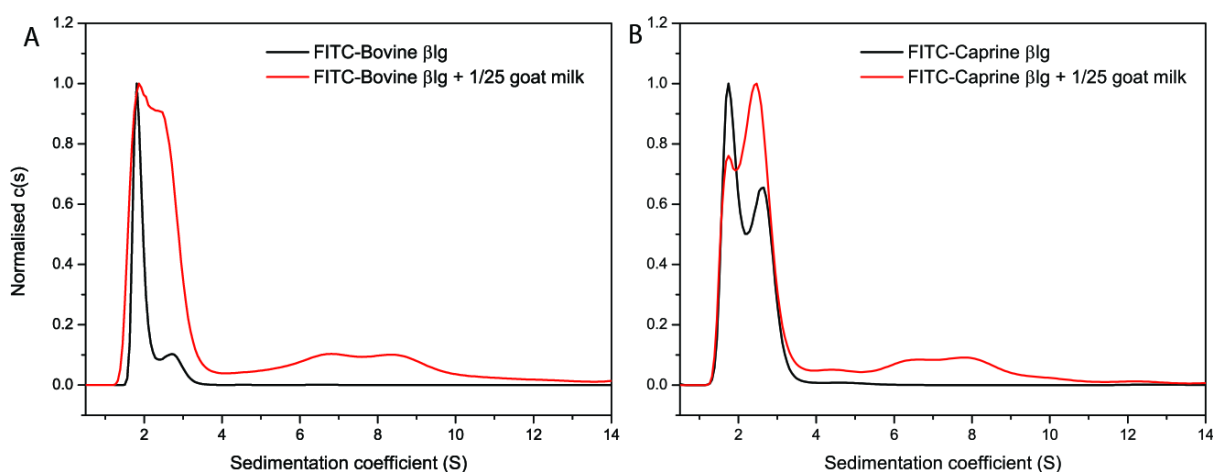 A
FITC-Bovine βlg
FITC-Bovine βlg + 1/25 goat milk
Normalised c(s)
1.2
1.0
0.8
0.6
0.4
0.2
0.0
2 4 6 8 10 12 14
Sedimentation coefficient (S)
B
FITC-Caprine βlg
FITC-Caprine βlg + 1/25 goat milk
1.2
1.0
0.8
0.6
0.4
0.2
0.0
2 4 6 8 10 12 14
Sedimentation coefficient (S)